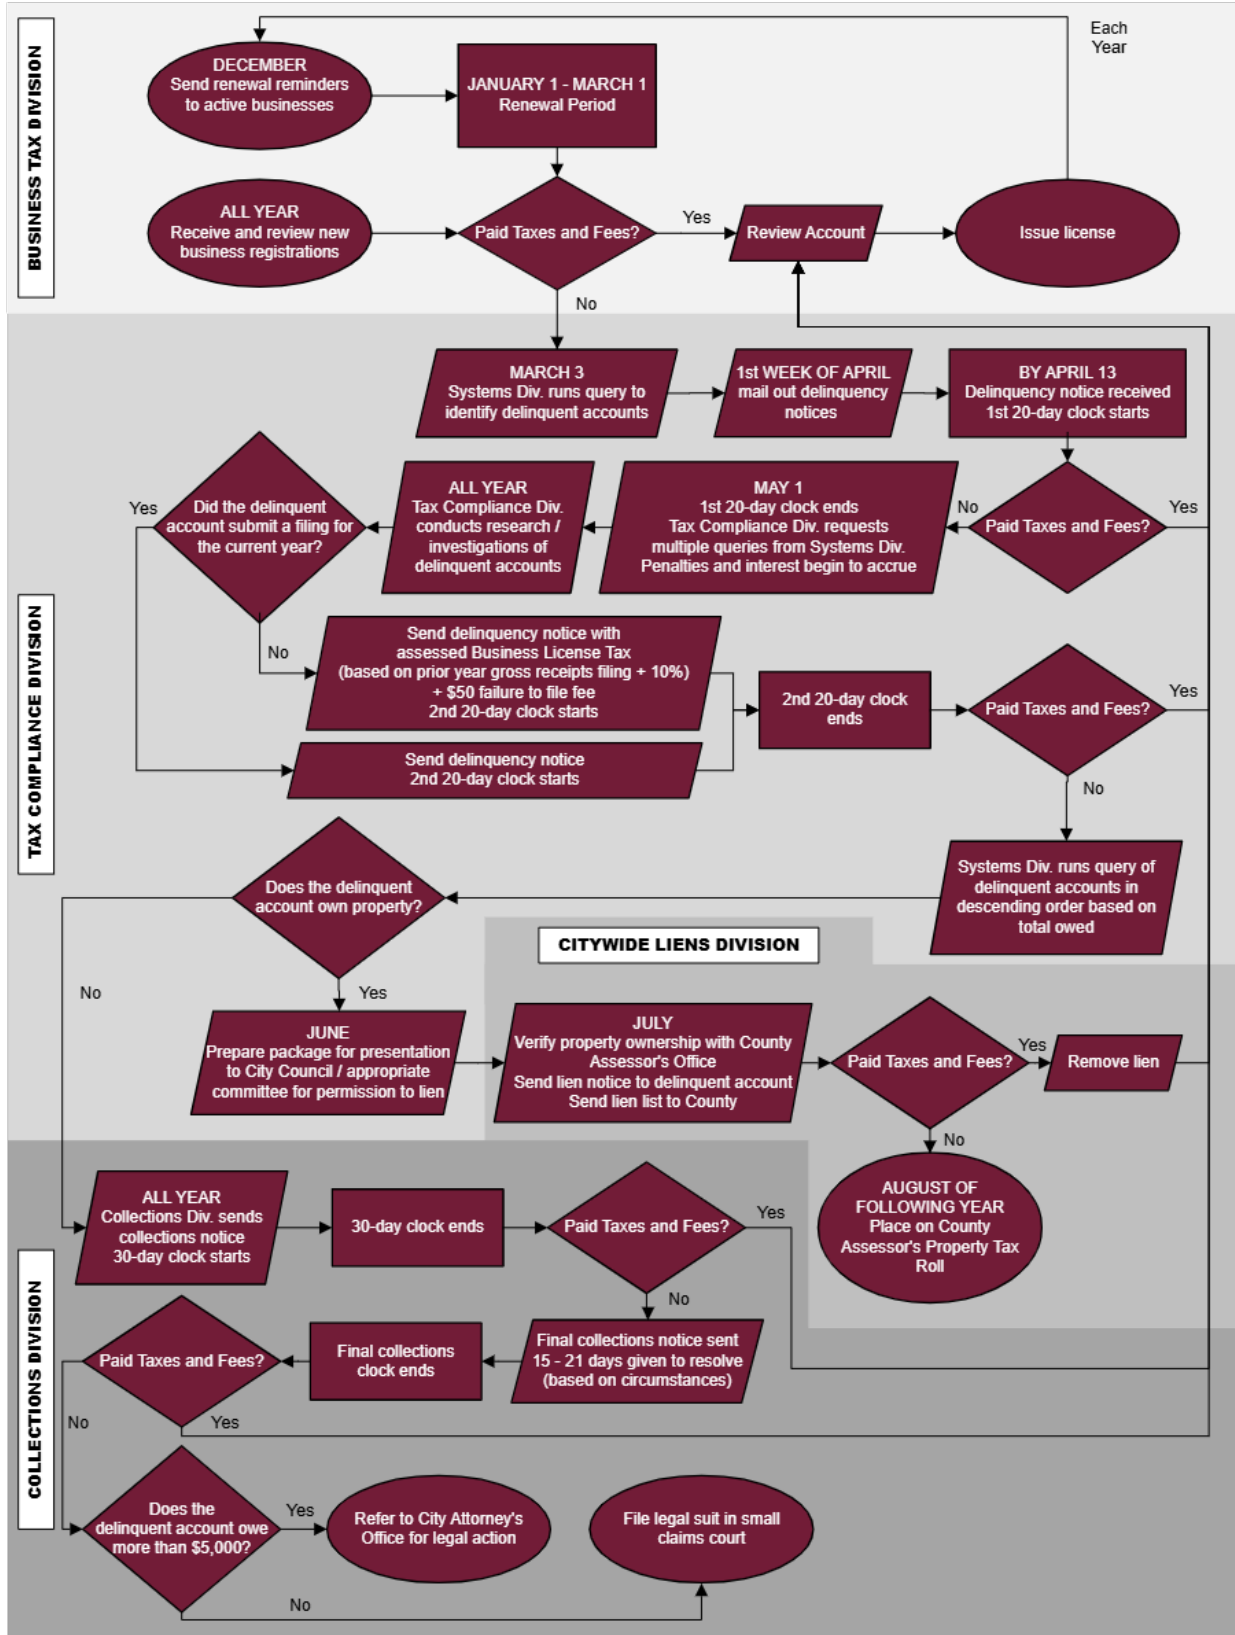 BUSINESS TAX DIVISION
Each
Year
DECEMBER
Send renewal reminders
to active businesses
JANUARY 1 - MARCH 1
Renewal Period
ALL YEAR
Receive and review new
business registrations
Paid Taxes and Fees?
Yes
Review Account
Issue license
No
TAX COMPLIANCE DIVISION
MARCH 3
Systems Div. runs query to
identify delinquent accounts
1st WEEK OF APRIL
mail out delinquency
notices
BY APRIL 13
Delinquency notice received
1st 20-day clock starts
Paid Taxes and Fees?
Yes
No
MAY 1
1st 20-day clock ends
Tax Compliance Div. requests
multiple queries from Systems Div.
Penalties and interest begin to accrue
ALL YEAR
Tax Compliance Div.
conducts research /
investigations of
delinquent accounts
Did the delinquent
account submit a filing for
the current year?
Yes
No
Send delinquency notice with
assessed Business License Tax
(based on prior year gross receipts filing + 10%)
+ $50 failure to file fee
2nd 20-day clock starts
Send delinquency notice
2nd 20-day clock starts
2nd 20-day clock
ends
Paid Taxes and Fees?
Yes
No
Systems Div. runs query of
delinquent accounts in
descending order based on
total owed
Does the delinquent
account own property?
No
Yes
JUNE
Prepare package for presentation
to City Council / appropriate
committee for permission to lien
CITYWIDE LIENS DIVISION
JULY
Verify property ownership with County
Assessor's Office
Send lien notice to delinquent account
Send lien list to County
Paid Taxes and Fees?
Yes
Remove lien
No
AUGUST OF
FOLLOWING YEAR
Place on County
Assessor's Property Tax
Roll
COLLECTIONS DIVISION
ALL YEAR
Collections Div. sends
collections notice
30-day clock starts
30-day clock ends
Paid Taxes and Fees?
Yes
No
Final collections notice sent
15 - 21 days given to resolve
(based on circumstances)
Final collections
clock ends
Paid Taxes and Fees?
No
Yes
Does the
delinquent account owe
more than $5,000?
Yes
Refer to City Attorney's
Office for legal action
File legal suit in small
claims court
No